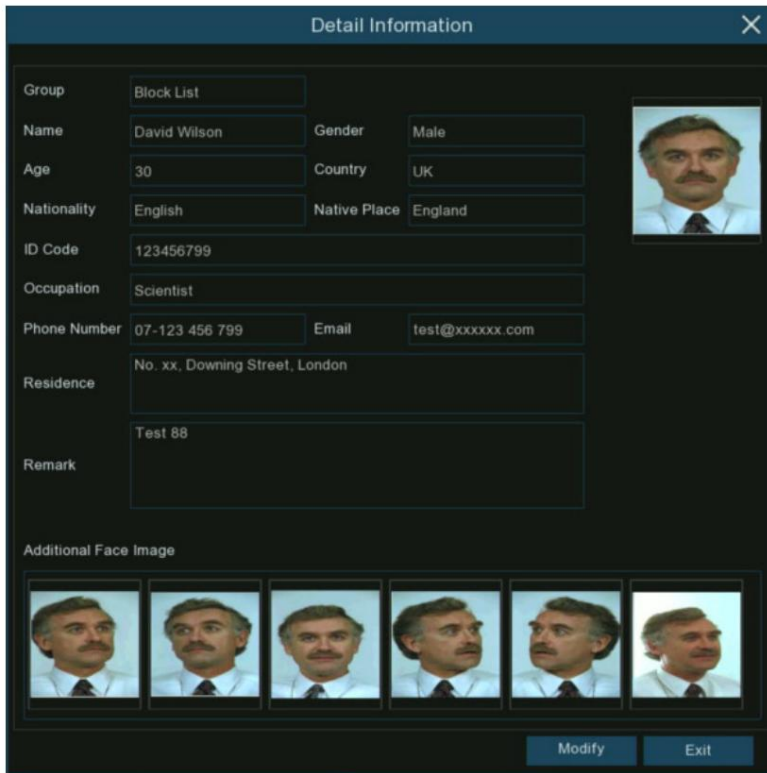 Detail Information
Group Block List
Name David Wilson Gender Male
Age 30 Country UK
Nationality English Native Place England
ID Code 123456799
Occupation Scientist
Phone Number 07-123 456 799 Email test@xxxxxx.com
Residence No. xx, Downing Street, London
Remark Test 88
Additional Face Image
Modify Exit